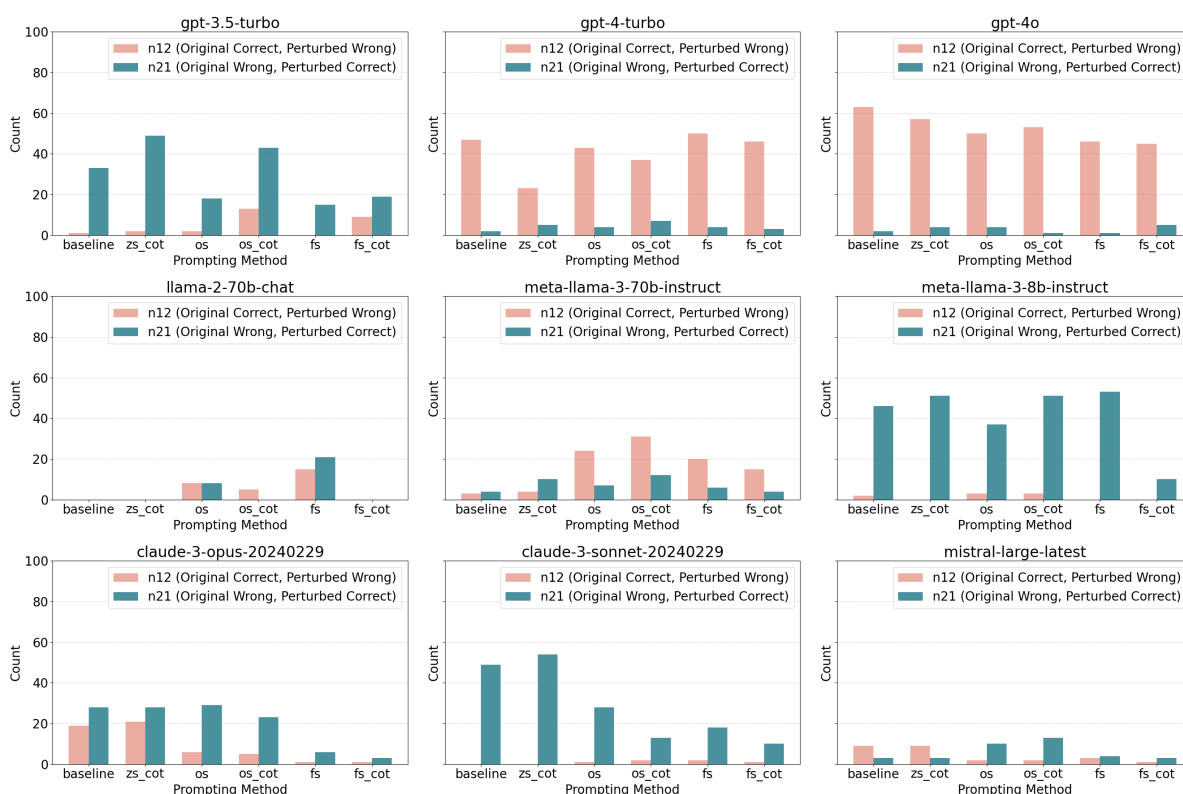 gpt-3.5-turbo
n12 (Original Correct, Perturbed Wrong)
n21 (Original Wrong, Perturbed Correct)
Count
100
80
60
40
20
0
baseline zs_cot os os_cot fs fs_cot
Prompting Method
gpt-4-turbo
n12 (Original Correct, Perturbed Wrong)
n21 (Original Wrong, Perturbed Correct)
Count
baseline zs_cot os os_cot fs fs_cot
Prompting Method
gpt-4o
n12 (Original Correct, Perturbed Wrong)
n21 (Original Wrong, Perturbed Correct)
Count
baseline zs_cot os os_cot fs fs_cot
Prompting Method
llama-2-70b-chat
n12 (Original Correct, Perturbed Wrong)
n21 (Original Wrong, Perturbed Correct)
Count
100
80
60
40
20
0
baseline zs_cot os os_cot fs fs_cot
Prompting Method
meta-llama-3-70b-instruct
n12 (Original Correct, Perturbed Wrong)
n21 (Original Wrong, Perturbed Correct)
Count
baseline zs_cot os os_cot fs fs_cot
Prompting Method
meta-llama-3-8b-instruct
n12 (Original Correct, Perturbed Wrong)
n21 (Original Wrong, Perturbed Correct)
Count
baseline zs_cot os os_cot fs fs_cot
Prompting Method
claude-3-opus-20240229
n12 (Original Correct, Perturbed Wrong)
n21 (Original Wrong, Perturbed Correct)
Count
100
80
60
40
20
0
baseline zs_cot os os_cot fs fs_cot
Prompting Method
claude-3-sonnet-20240229
n12 (Original Correct, Perturbed Wrong)
n21 (Original Wrong, Perturbed Correct)
Count
baseline zs_cot os os_cot fs fs_cot
Prompting Method
mistral-large-latest
n12 (Original Correct, Perturbed Wrong)
n21 (Original Wrong, Perturbed Correct)
Count
baseline zs_cot os os_cot fs fs_cot
Prompting Method